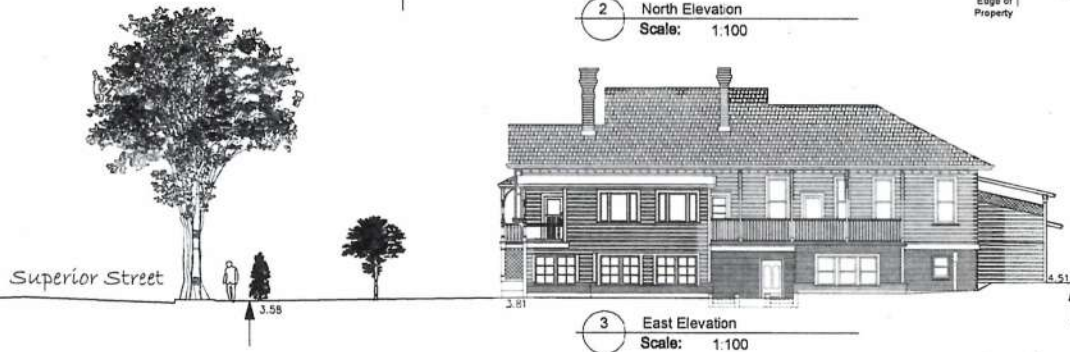 2 North Elevation
Scale: 1:100
Edge of
Property
Superior Street
3.58
3.81
4.51
3 East Elevation
Scale: 1:100